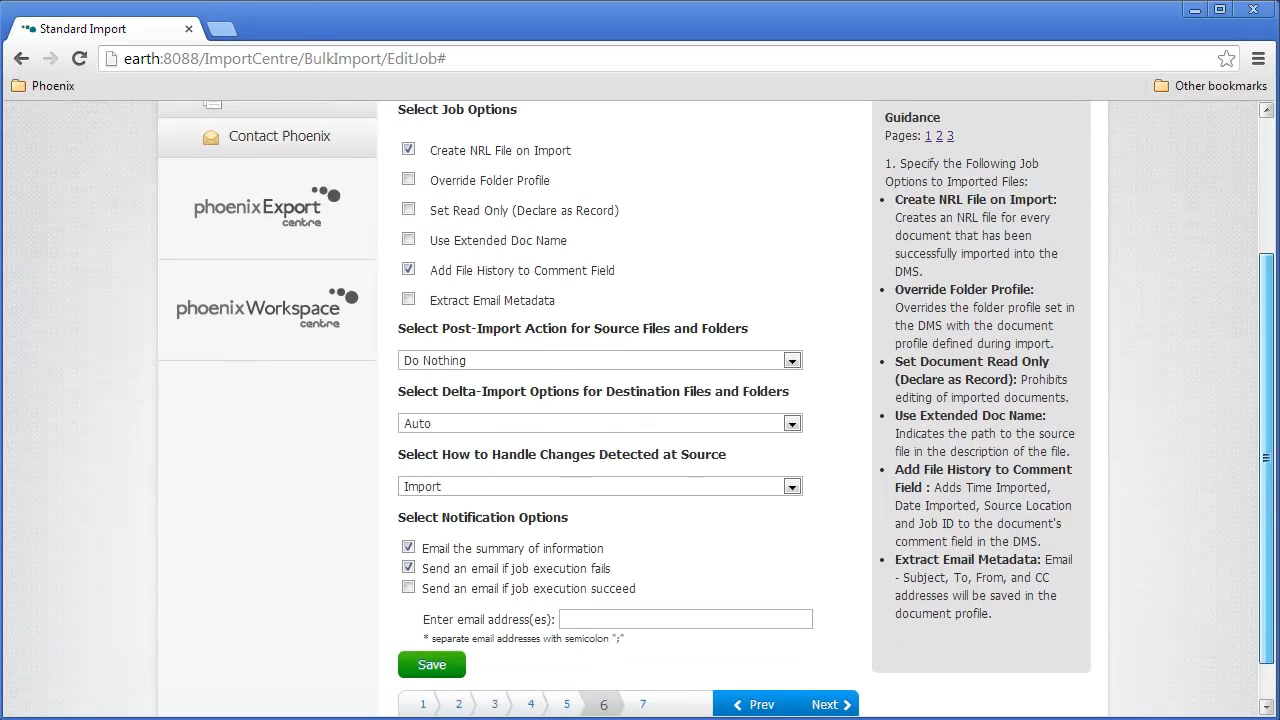 Standard Import
earth:8088/ImportCentre/BulkImport/EditJob#
Phoenix
Other bookmarks
Contact Phoenix
phoenixExport
centre
phoenixWorkspace
centre
Select Job Options
Create NRL File on Import
Override Folder Profile
Set Read Only (Declare as Record)
Use Extended Doc Name
Add File History to Comment Field
Extract Email Metadata
Select Post-Import Action for Source Files and Folders
Do Nothing
Select Delta-Import Options for Destination Files and Folders
Auto
Select How to Handle Changes Detected at Source
Import
Select Notification Options
Email the summary of information
Send an email if job execution fails
Send an email if job execution succeed
Enter email address(es):
* separate email addresses with semicolon ";"
Save
1 2 3 4 5 6 7
Prev Next
Guidance
Pages: 1 2 3
1. Specify the Following Job
Options to Imported Files:
Create NRL File on Import:
Creates an NRL file for every
document that has been
successfully imported into the
DMS.
Override Folder Profile:
Overrides the folder profile set in
the DMS with the document
profile defined during import.
Set Document Read Only
(Declare as Record): Prohibits
editing of imported documents.
Use Extended Doc Name:
Indicates the path to the source
file in the description of the file.
Add File History to Comment
Field : Adds Time Imported,
Date Imported, Source Location
and Job ID to the document's
comment field in the DMS.
Extract Email Metadata: Email
- Subject, To, From, and CC
addresses will be saved in the
document profile.